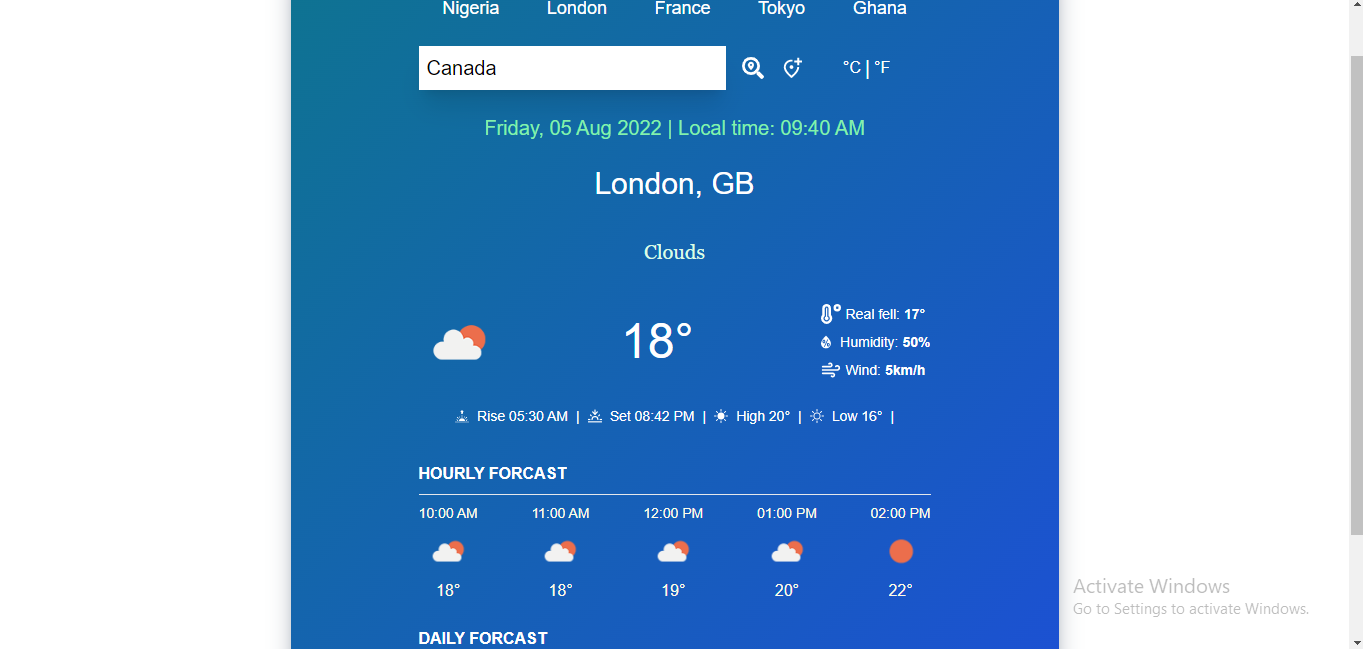 Nigeria London France Tokyo Ghana
Canada °C | °F
Friday, 05 Aug 2022 | Local time: 09:40 AM
London, GB
Clouds
18°
Real fell: 17°
Humidity: 50%
Wind: 5km/h
Rise 05:30 AM | Set 08:42 PM | High 20° | Low 16° |
HOURLY FORCAST
10:00 AM 11:00 AM 12:00 PM 01:00 PM 02:00 PM
18° 18° 19° 20° 22°
DAILY FORCAST
Activate Windows
Go to Settings to activate Windows.